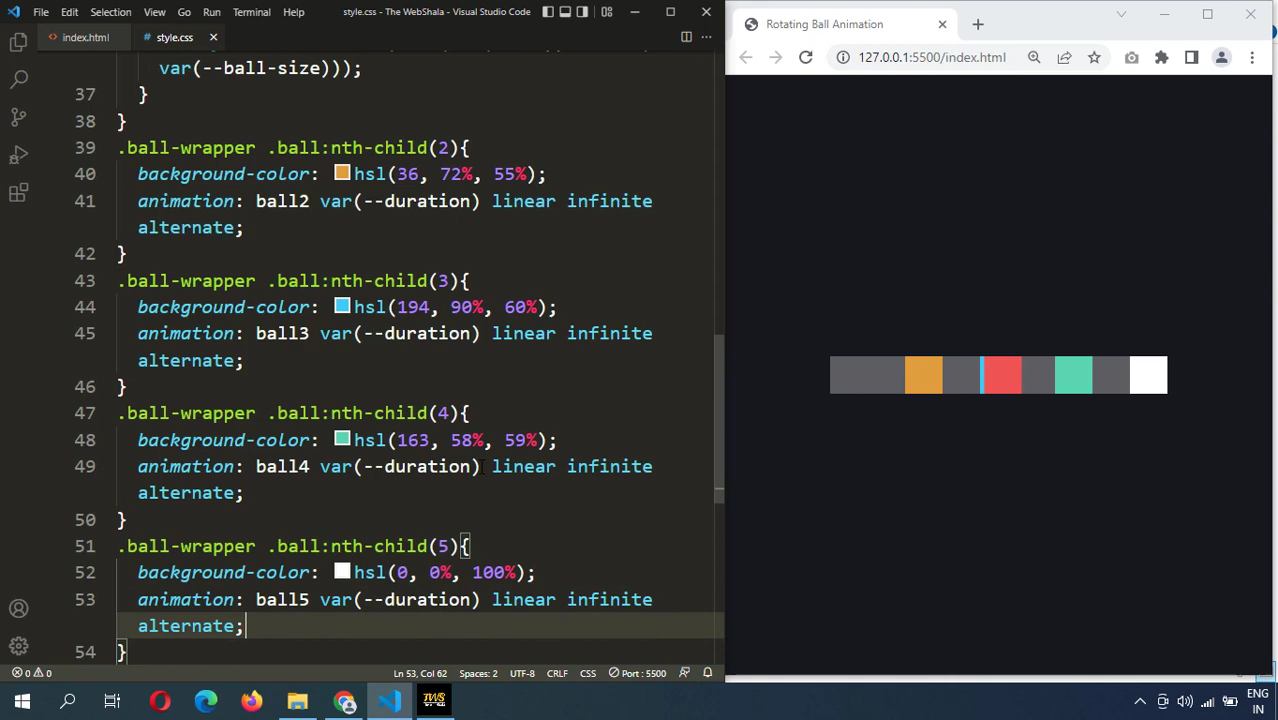 File Edit Selection View Go Run Terminal Help style.css - The WebShala - Visual Studio Code
index.html style.css
var(--ball-size)));
37 }
38 }
39 .ball-wrapper .ball:nth-child(2){
40 background-color: hsl(36, 72%, 55%);
41 animation: ball2 var(--duration) linear infinite
alternate;
42 }
43 .ball-wrapper .ball:nth-child(3){
44 background-color: hsl(194, 90%, 60%);
45 animation: ball3 var(--duration) linear infinite
alternate;
46 }
47 .ball-wrapper .ball:nth-child(4){
48 background-color: hsl(163, 58%, 59%);
49 animation: ball4 var(--duration) linear infinite
alternate;
50 }
51 .ball-wrapper .ball:nth-child(5){
52 background-color: hsl(0, 0%, 100%);
53 animation: ball5 var(--duration) linear infinite
alternate;
54 }
0 0 Ln 53, Col 62 Spaces: 2 UTF-8 CRLF CSS Port : 5500
Rotating Ball Animation
127.0.0.1:5500/index.html
TWS
ENG
IN